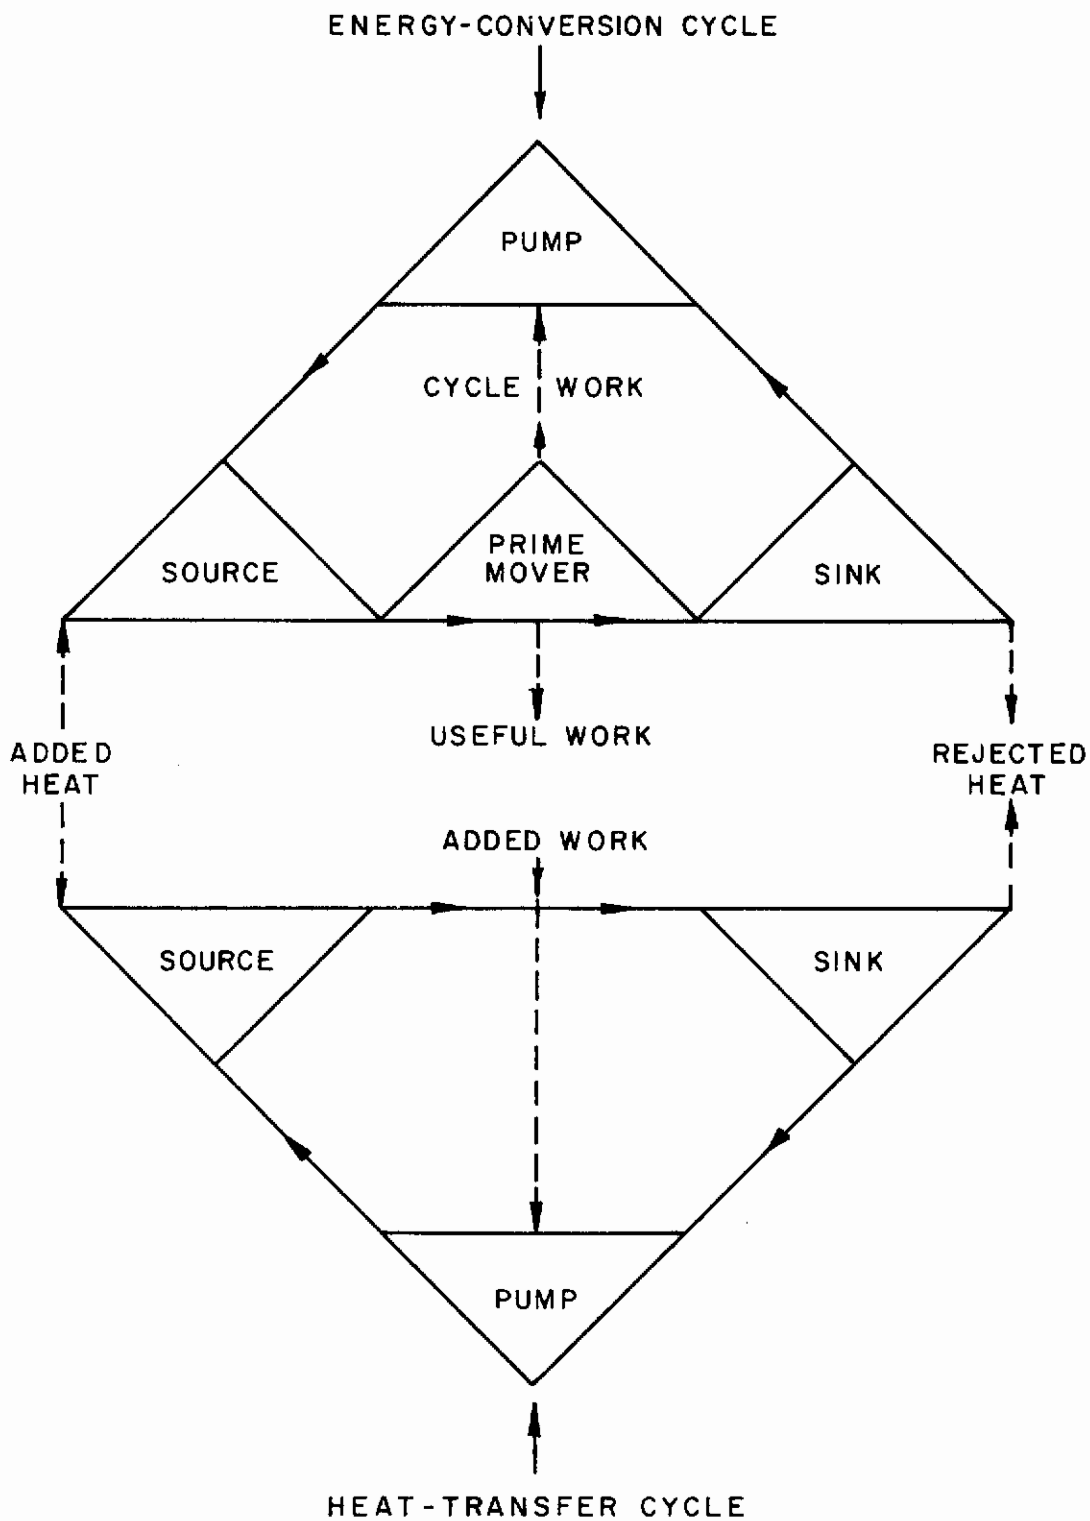 ENERGY-CONVERSION CYCLE
PUMP
CYCLE WORK
SOURCE
PRIME
MOVER
SINK
USEFUL WORK
ADDED
HEAT
REJECTED
HEAT
ADDED WORK
SOURCE
SINK
PUMP
HEAT-TRANSFER CYCLE